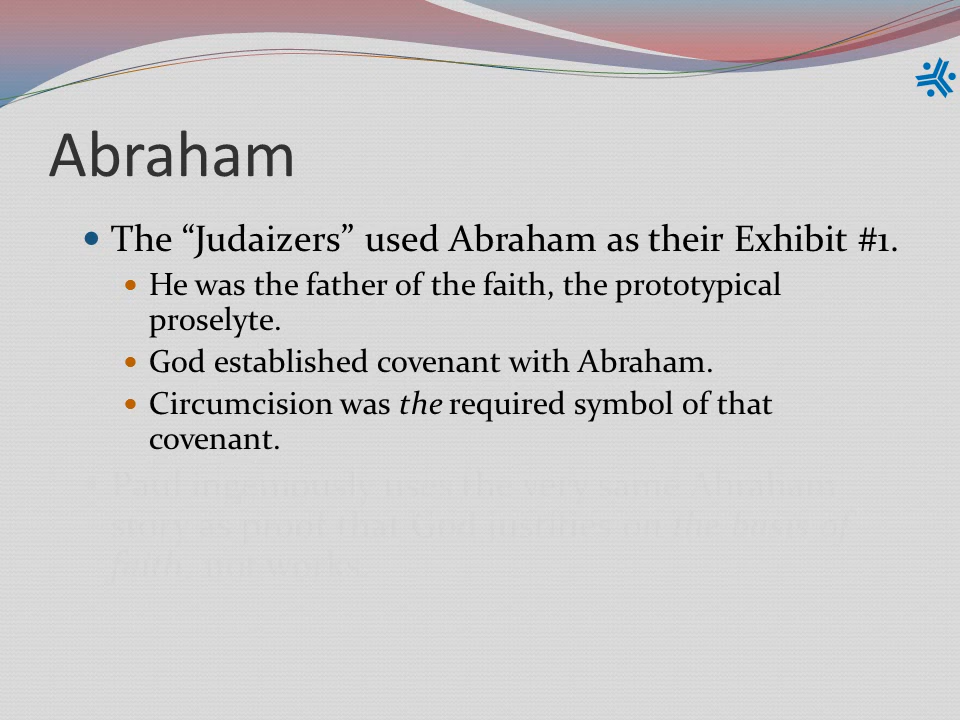 Abraham
The “Judaizers” used Abraham as their Exhibit #1.
He was the father of the faith, the prototypical
proselyte.
God established covenant with Abraham.
Circumcision was the required symbol of that
covenant.
Paul ingeniously uses the very same Abraham
story as proof that God justifies on the basis of
faith, not works.